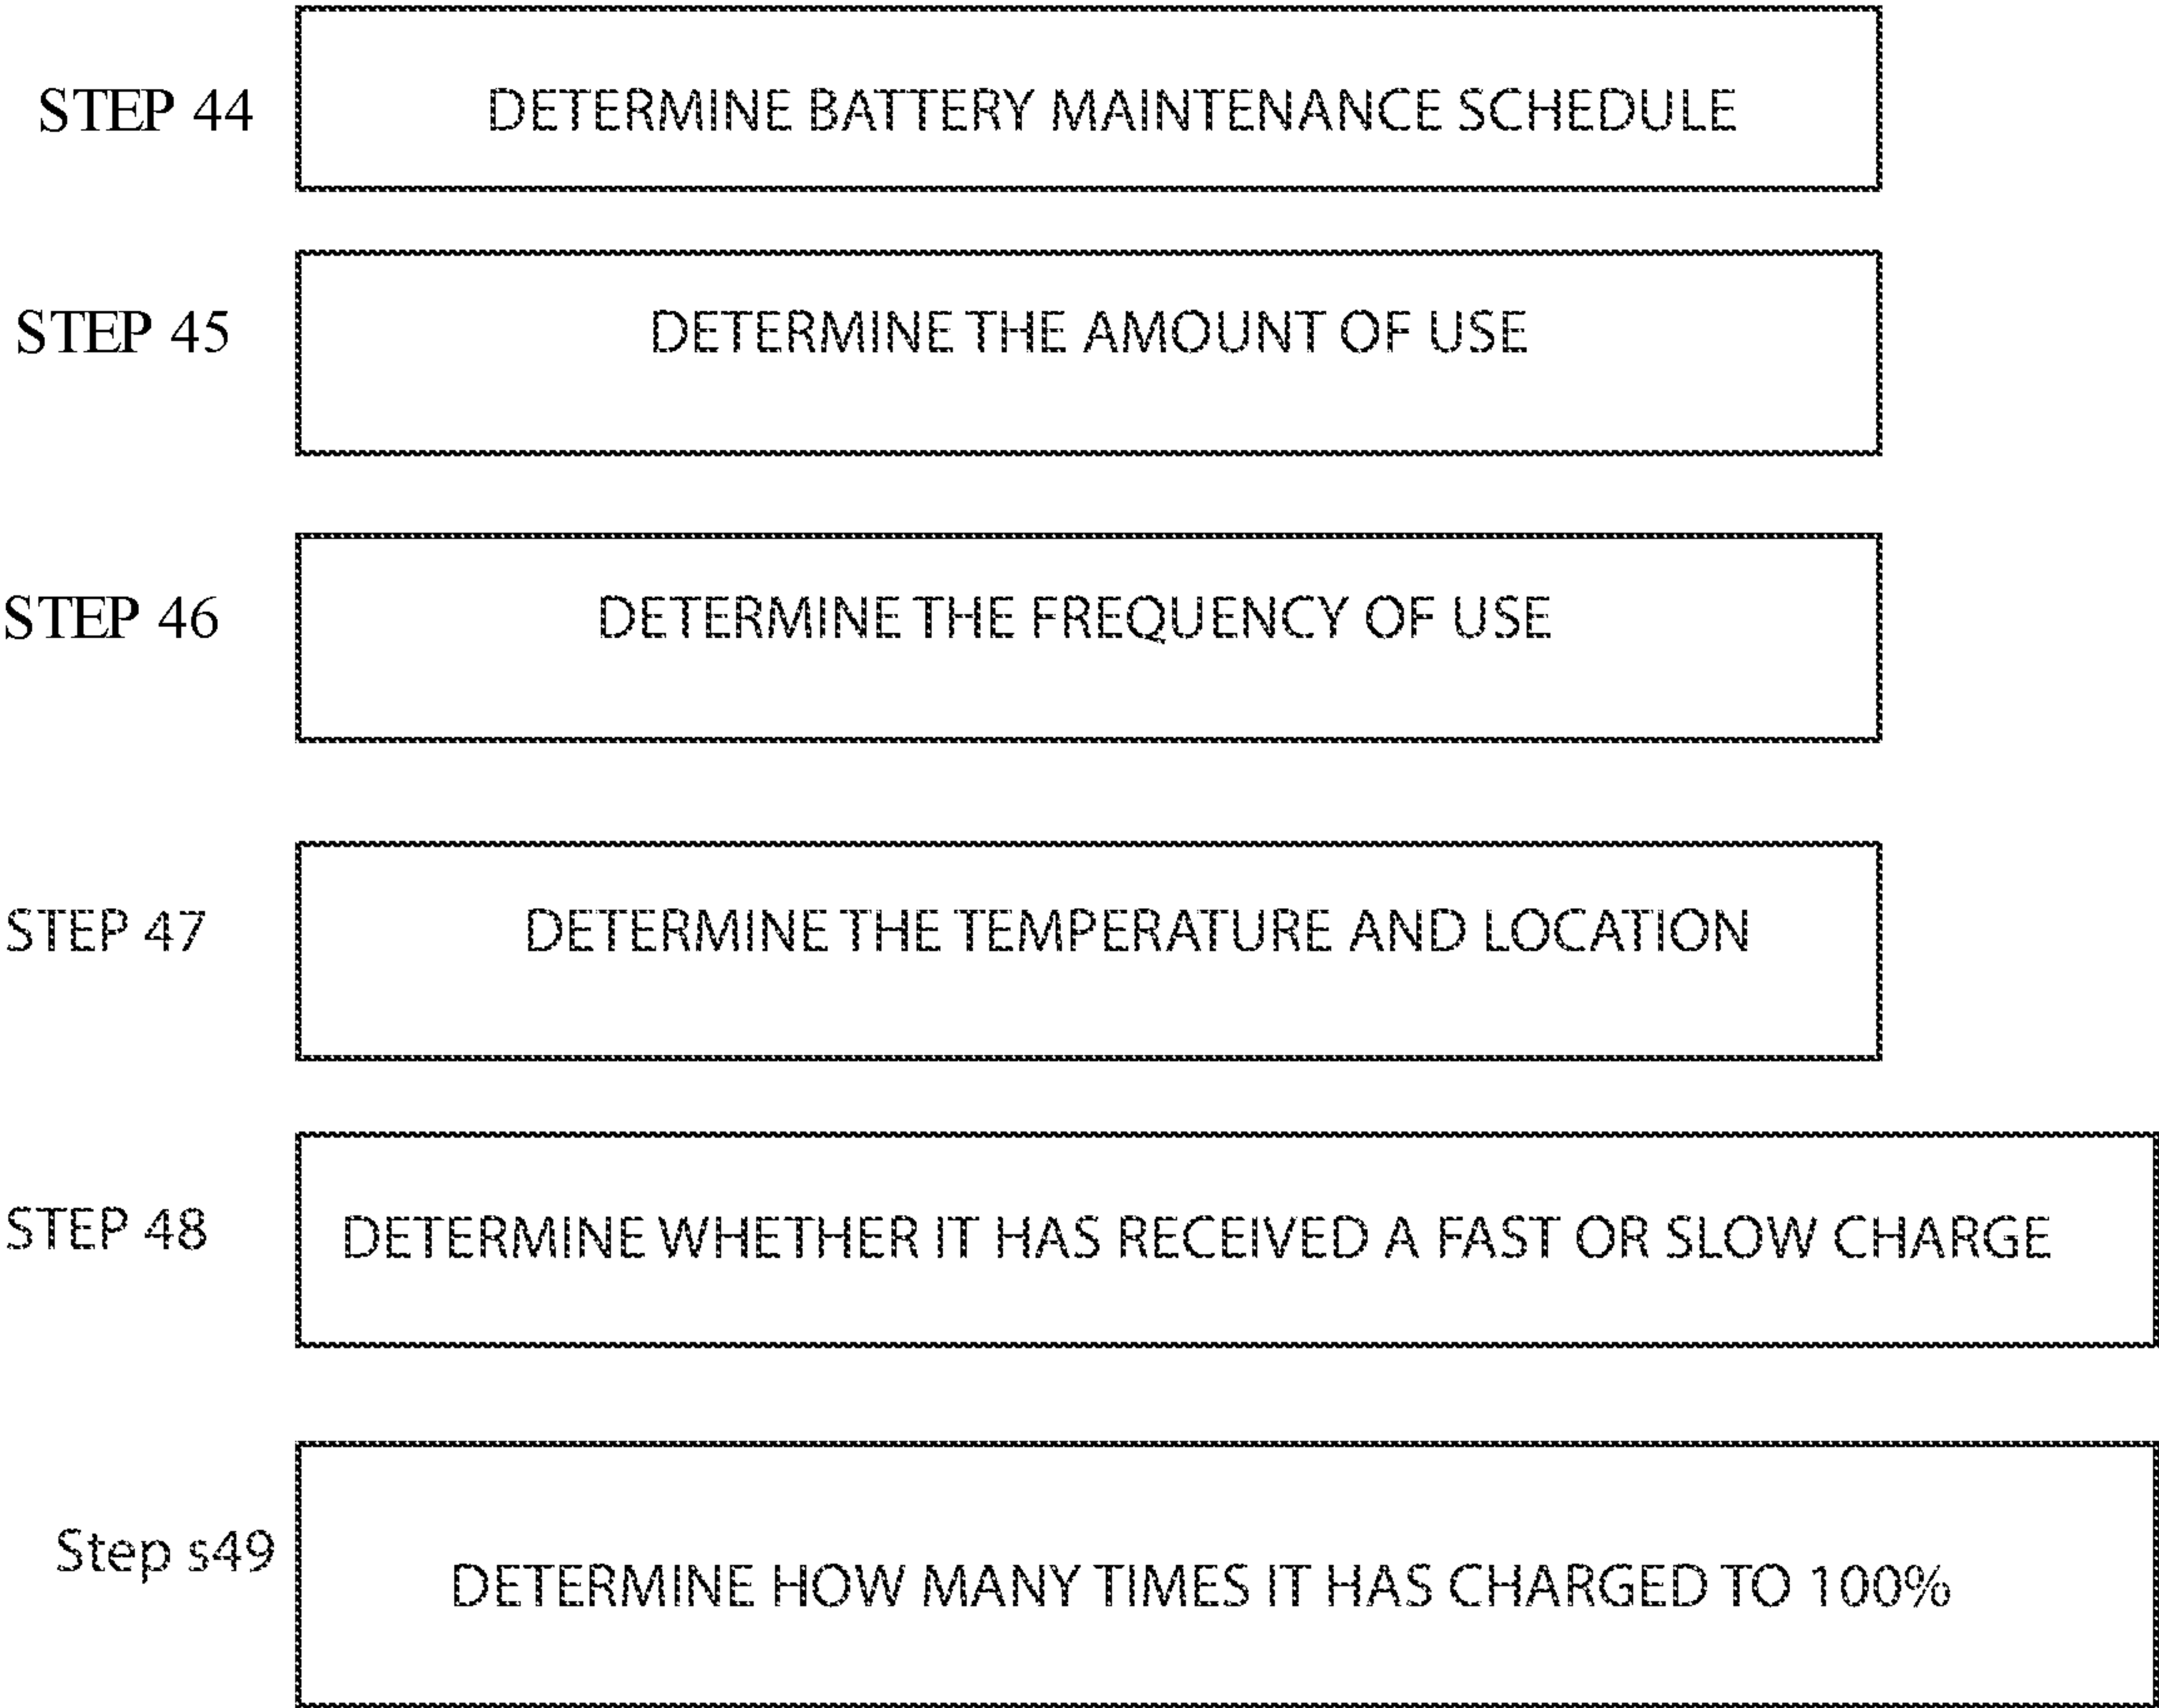 STEP 44 DETERMINE BATTERY MAINTENANCE SCHEDULE
STEP 45 DETERMINE THE AMOUNT OF USE
STEP 46 DETERMINE THE FREQUENCY OF USE
STEP 47 DETERMINE THE TEMPERATURE AND LOCATION
STEP 48 DETERMINE WHETHER IT HAS RECEIVED A FAST OR SLOW CHARGE
Step s49 DETERMINE HOW MANY TIMES IT HAS CHARGED TO 100%